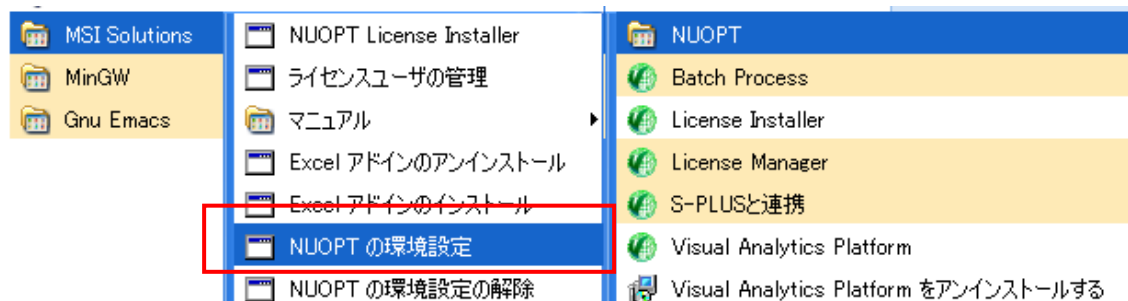 MSI Solutions
MinGW
Gnu Emacs
NUOPT License Installer
ライセンスユーザの管理
マニュアル
Excel アドインのアンインストール
Excel アドインのインストール
NUOPT の環境設定
NUOPT の環境設定の解除
NUOPT
Batch Process
License Installer
License Manager
S-PLUSと連携
Visual Analytics Platform
Visual Analytics Platform をアンインストールする